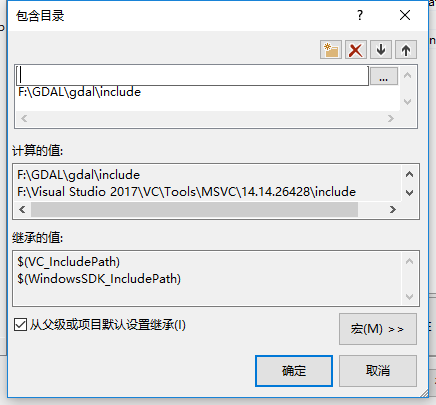 包含目录
?
...
F:\GDAL\gdal\include
计算的值:
F:\GDAL\gdal\include
F:\Visual Studio 2017\VC\Tools\MSVC\14.14.26428\include
继承的值:
$(VC_IncludePath)
$(WindowsSDK_IncludePath)
从父级或项目默认设置继承(I)
宏(M) >>
确定
取消